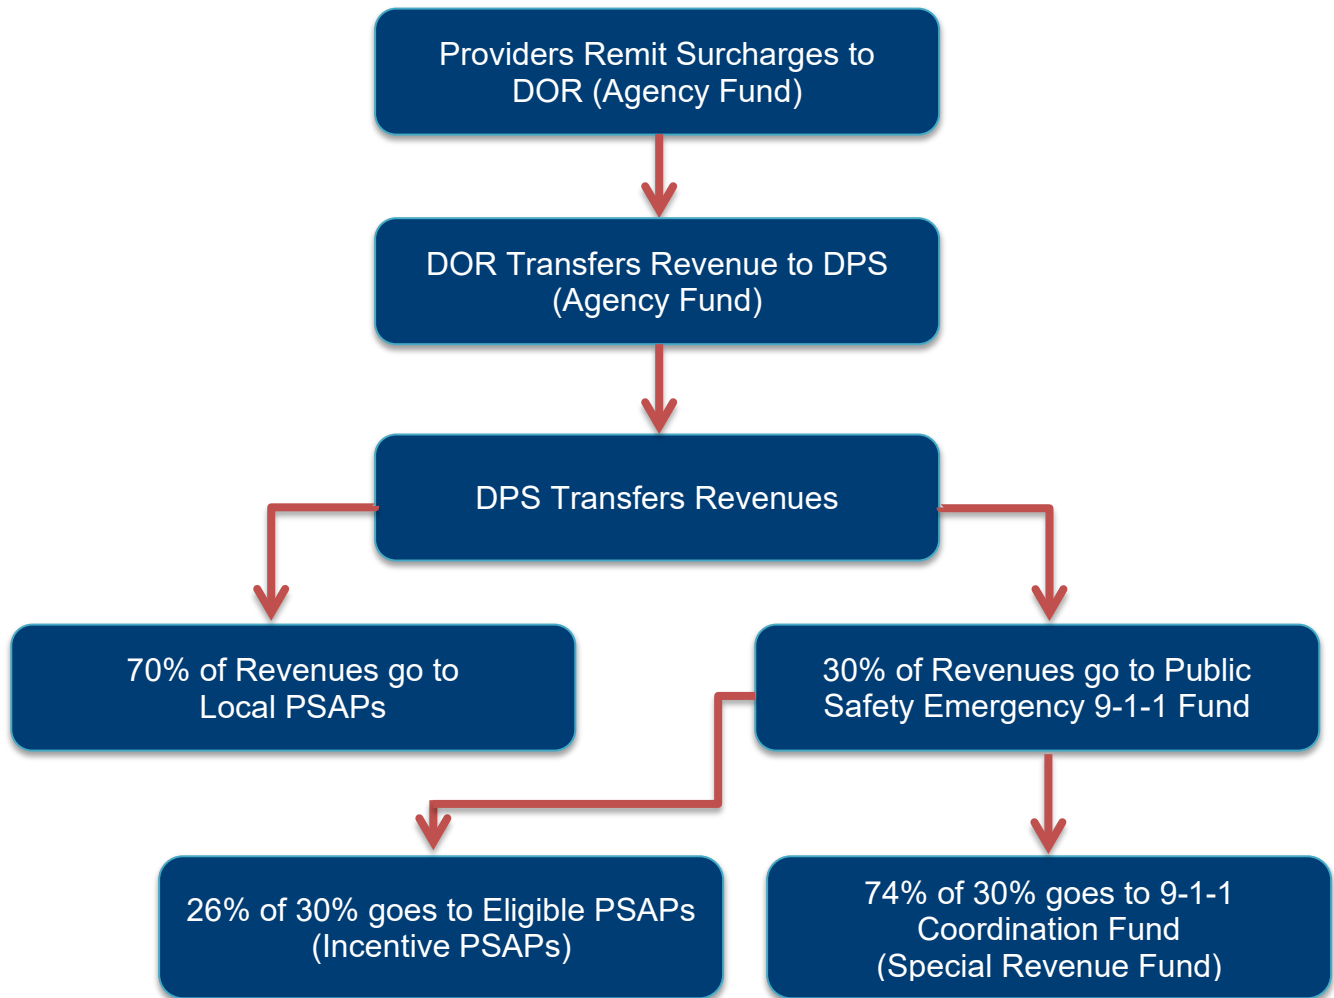 Providers Remit Surcharges to
DOR (Agency Fund)
DOR Transfers Revenue to DPS
(Agency Fund)
DPS Transfers Revenues
70% of Revenues go to
Local PSAPs
30% of Revenues go to Public
Safety Emergency 9-1-1 Fund
26% of 30% goes to Eligible PSAPs
(Incentive PSAPs)
74% of 30% goes to 9-1-1
Coordination Fund
(Special Revenue Fund)